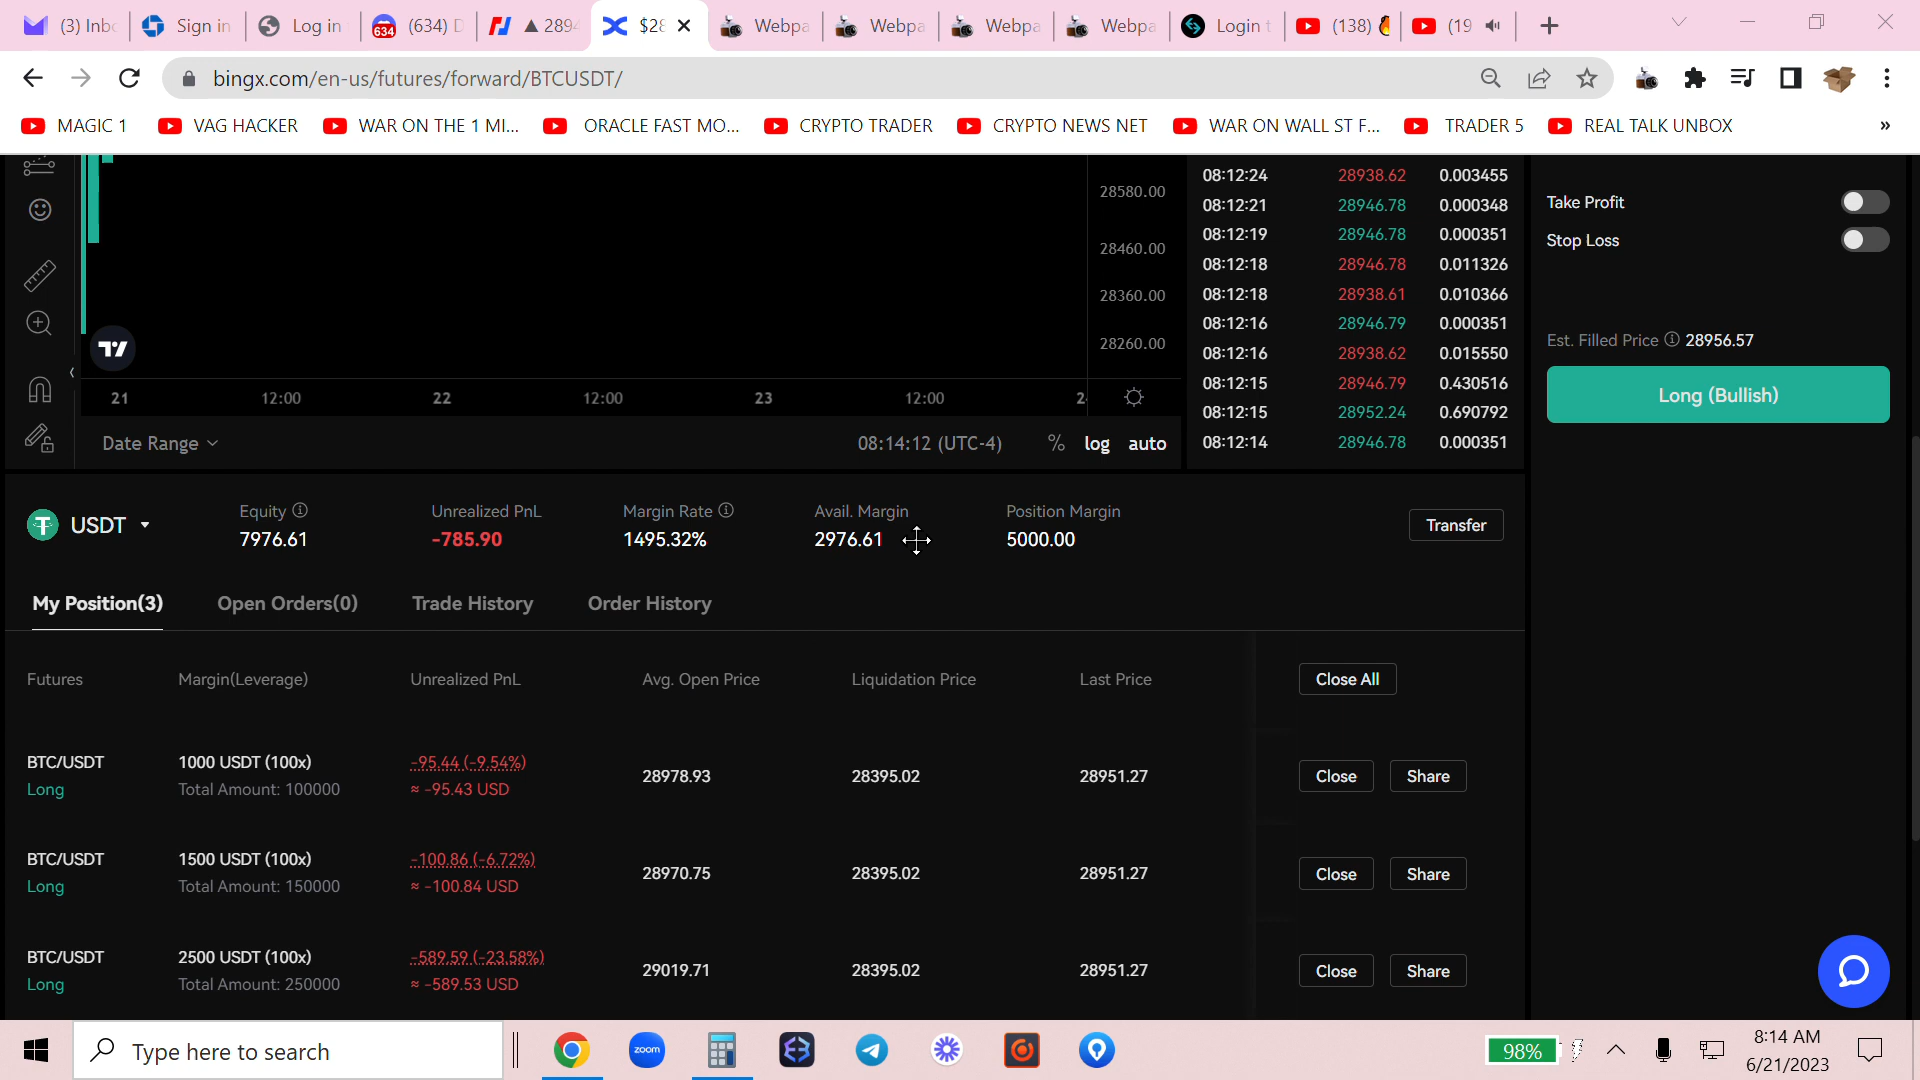 (3) Inbo
Sign in
Log in
634
(634) D
▲ 2894
$28
Webpa
Webpa
Webpa
Webpa
Login t
(138)
(19
bingx.com/en-us/futures/forward/BTCUSDT/
MAGIC 1
VAG HACKER
WAR ON THE 1 MI...
ORACLE FAST MO...
CRYPTO TRADER
CRYPTO NEWS NET
WAR ON WALL ST F...
TRADER 5
REAL TALK UNBOX
»
28580.00
28460.00
28360.00
28260.00
21 12:00 22 12:00 23 12:00 2
Date Range
08:14:12 (UTC-4)
% log auto
08:12:24 28938.62 0.003455
08:12:21 28946.78 0.000348
08:12:19 28946.78 0.000351
08:12:18 28946.78 0.011326
08:12:18 28938.61 0.010366
08:12:16 28946.79 0.000351
08:12:16 28938.62 0.015550
08:12:15 28946.79 0.430516
08:12:15 28952.24 0.690792
08:12:14 28946.78 0.000351
Take Profit
Stop Loss
Est. Filled Price 28956.57
Long (Bullish)
USDT
Equity
7976.61
Unrealized PnL
-785.90
Margin Rate
1495.32%
Avail. Margin
2976.61
Position Margin
5000.00
Transfer
My Position(3) Open Orders(0) Trade History Order History
Futures Margin(Leverage) Unrealized PnL Avg. Open Price Liquidation Price Last Price Close All
BTC/USDT 1000 USDT (100x) -95.44 (-9.54%) 28978.93 28395.02 28951.27 Close Share
Long Total Amount: 100000 ≈ -95.43 USD
BTC/USDT 1500 USDT (100x) -100.86 (-6.72%) 28970.75 28395.02 28951.27 Close Share
Long Total Amount: 150000 ≈ -100.84 USD
BTC/USDT 2500 USDT (100x) -589.59 (-23.58%) 29019.71 28395.02 28951.27 Close Share
Long Total Amount: 250000 ≈ -589.53 USD
Type here to search
zoom
98%
8:14 AM
6/21/2023